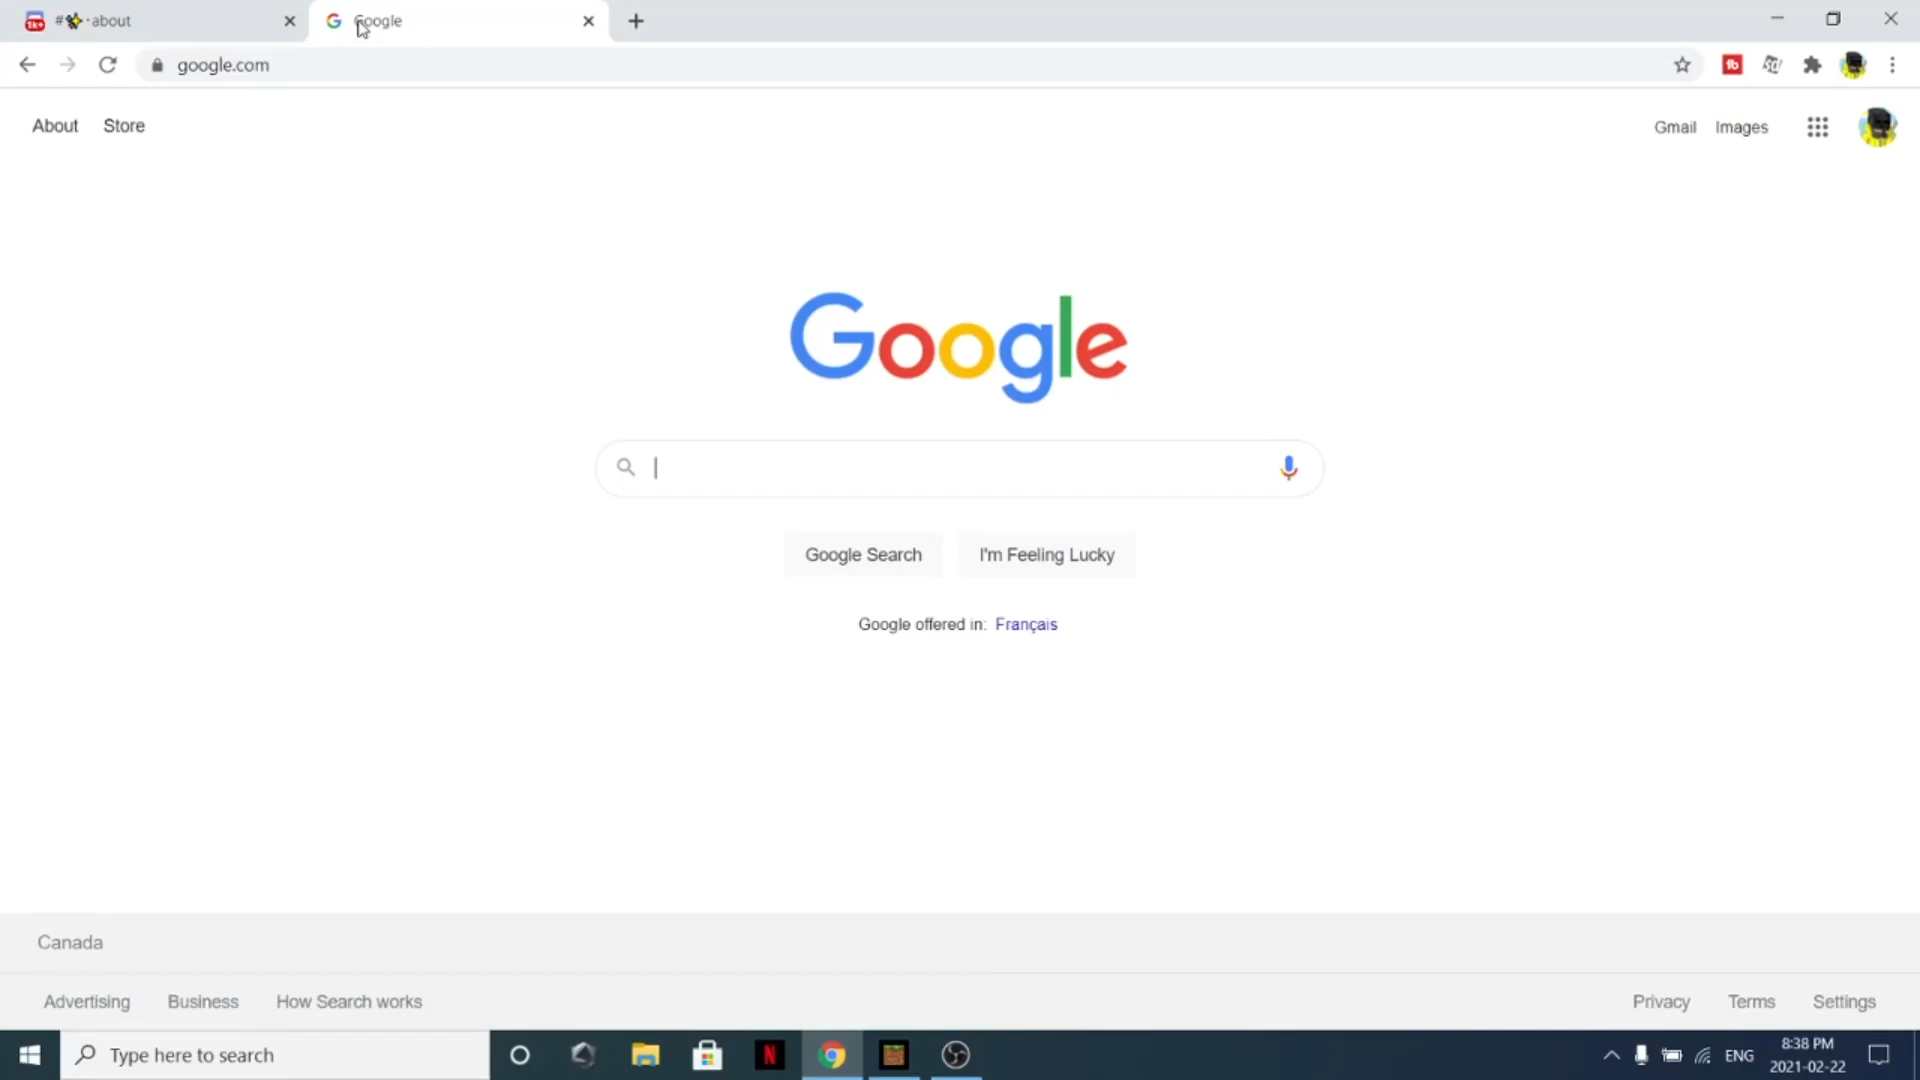 #·about
Google
google.com
About Store
Gmail Images
Google
Google Search
I'm Feeling Lucky
Google offered in: Français
Canada
Advertising Business How Search works
Privacy Terms Settings
Type here to search
ENG
8:38 PM
2021-02-22